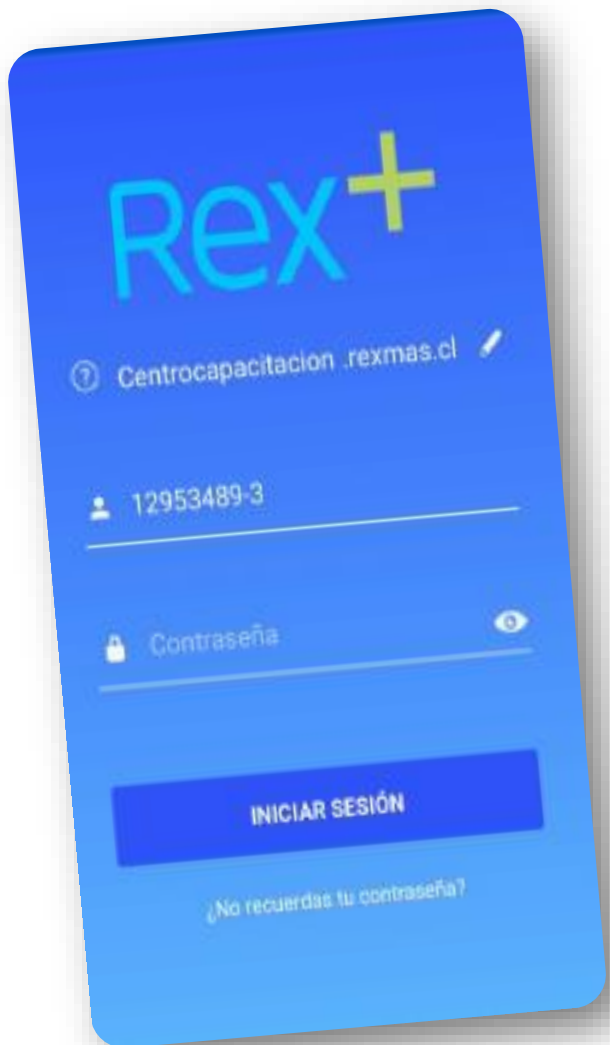 Rex+
Centrocapacitacion .rexmas.cl
12953489-3
Contraseña
INICIAR SESIÓN
¿No recuerdas tu contraseña?